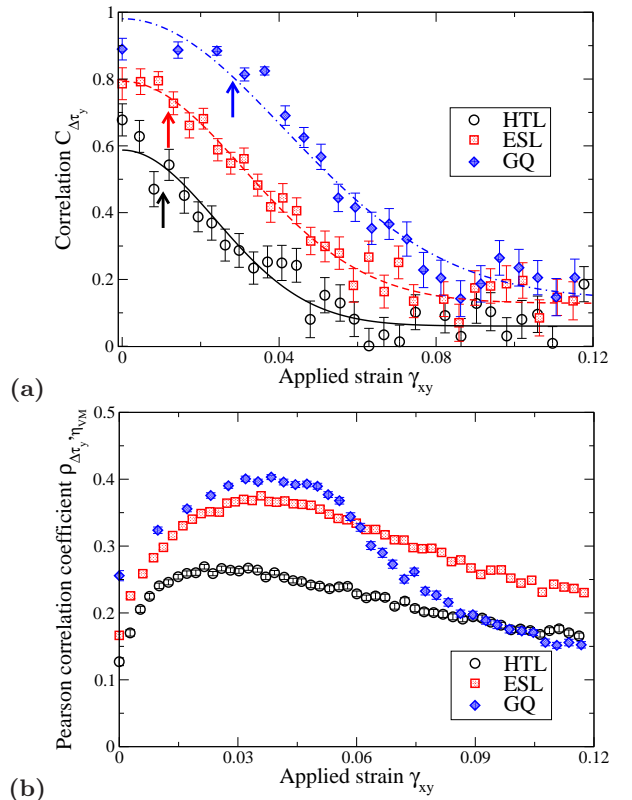 1
0.8
0.6
0.4
0.2
0
Correlation C_{Δτ_y}
HTL
ESL
GQ
0 0.04 0.08 0.12
Applied strain γ_{xy}
(a)
0.5
0.4
0.3
0.2
0.1
0
Pearson correlation coefficient ρ_{Δτ_y,η_{VM}}
HTL
ESL
GQ
0 0.03 0.06 0.09 0.12
Applied strain γ_{xy}
(b)